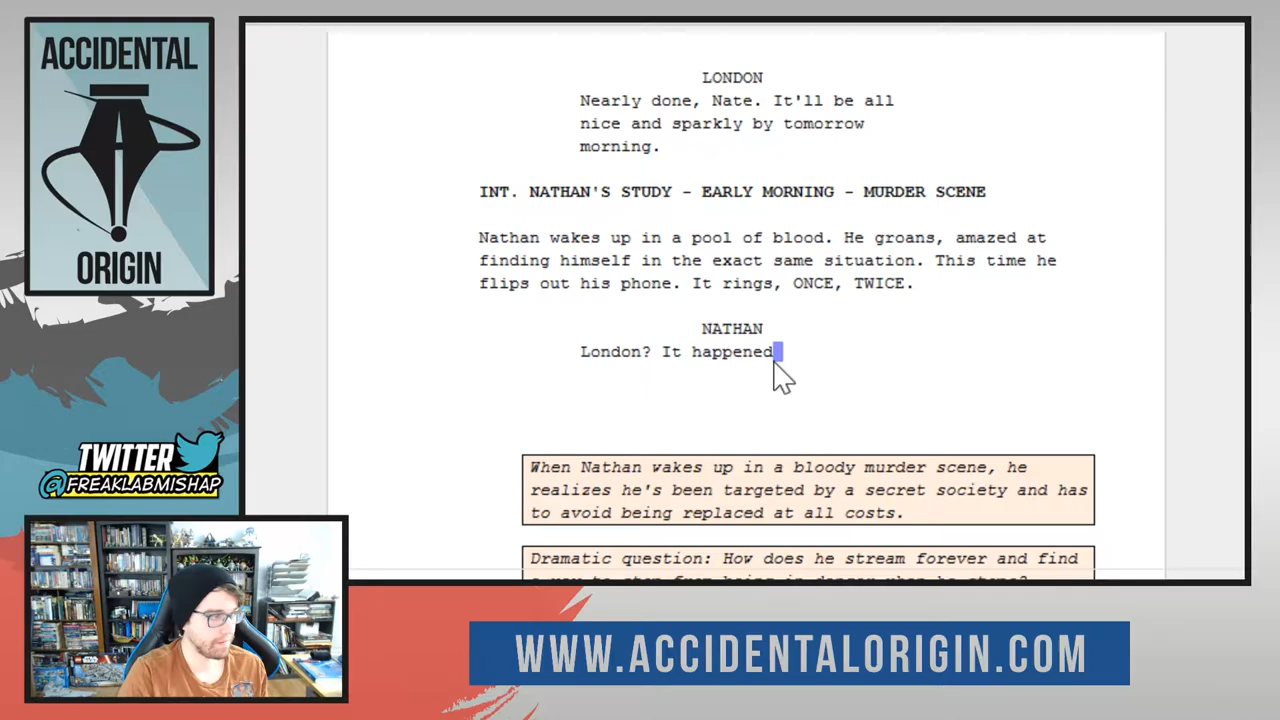 ACCIDENTAL
ORIGIN
LONDON
Nearly done, Nate. It'll be all
nice and sparkly by tomorrow
morning.
INT. NATHAN'S STUDY - EARLY MORNING - MURDER SCENE
Nathan wakes up in a pool of blood. He groans, amazed at
finding himself in the exact same situation. This time he
flips out his phone. It rings, ONCE, TWICE.
NATHAN
London? It happened
When Nathan wakes up in a bloody murder scene, he
realizes he's been targeted by a secret society and has
to avoid being replaced at all costs.
Dramatic question: How does he stream forever and find
TWITTER
@FREAKLABMISHAP
WWW.ACCIDENTALORIGIN.COM